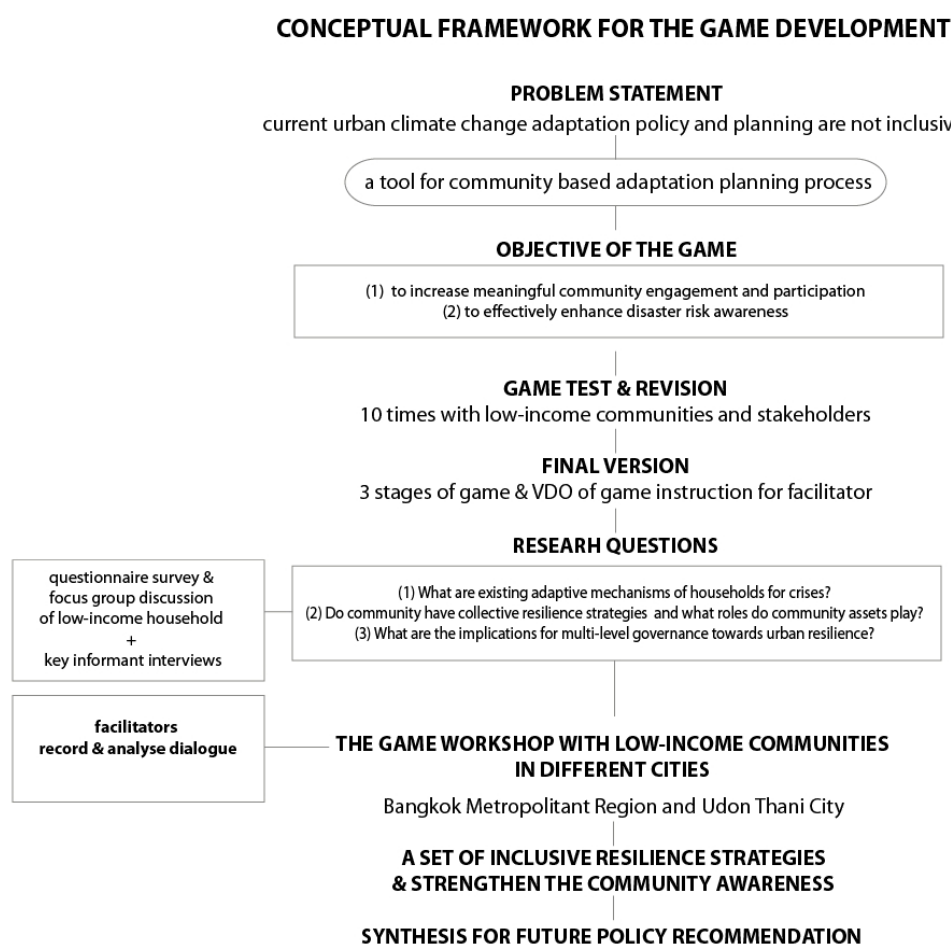 CONCEPTUAL FRAMEWORK FOR THE GAME DEVELOPMENT
PROBLEM STATEMENT
current urban climate change adaptation policy and planning are not inclusiv
a tool for community based adaptation planning process
OBJECTIVE OF THE GAME
(1) to increase meaningful community engagement and participation
(2) to effectively enhance disaster risk awareness
GAME TEST & REVISION
10 times with low-income communities and stakeholders
FINAL VERSION
3 stages of game & VDO of game instruction for facilitator
RESEARH QUESTIONS
questionnaire survey &
focus group discussion
of low-income household
+
key informant interviews
(1) What are existing adaptive mechanisms of households for crises?
(2) Do community have collective resilience strategies and what roles do community assets play?
(3) What are the implications for multi-level governance towards urban resilience?
facilitators
record & analyse dialogue
THE GAME WORKSHOP WITH LOW-INCOME COMMUNITIES
IN DIFFERENT CITIES
Bangkok Metropolitant Region and Udon Thani City
A SET OF INCLUSIVE RESILIENCE STRATEGIES
& STRENGTHEN THE COMMUNITY AWARENESS
SYNTHESIS FOR FUTURE POLICY RECOMMENDATION